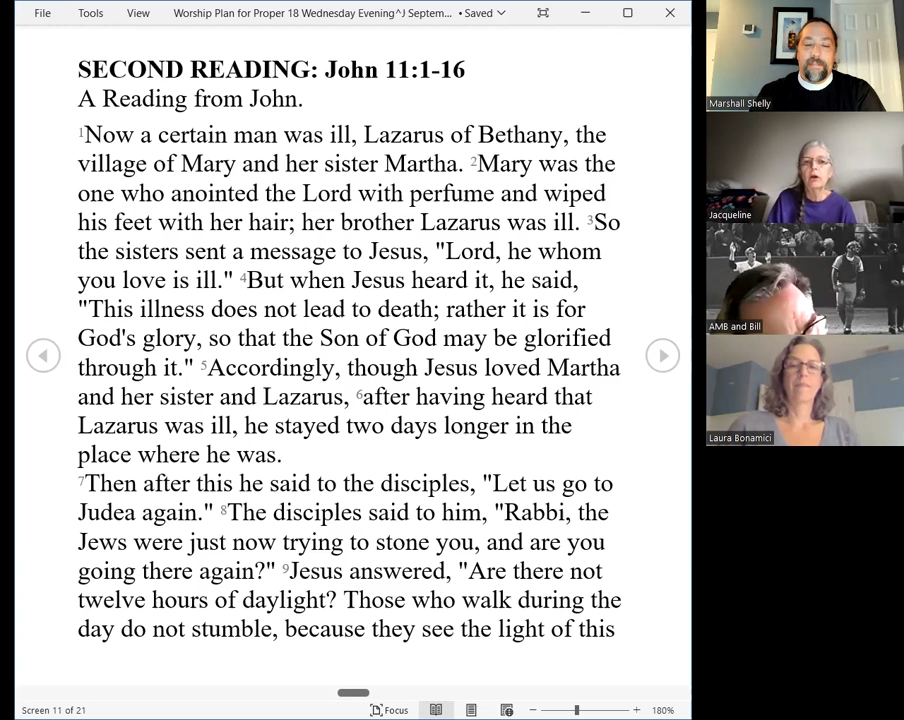 File Tools View Worship Plan for Proper 18 Wednesday Evening^J Septem... • Saved
SECOND READING: John 11:1-16
A Reading from John.
1Now a certain man was ill, Lazarus of Bethany, the
village of Mary and her sister Martha. 2Mary was the
one who anointed the Lord with perfume and wiped
his feet with her hair; her brother Lazarus was ill. 3So
the sisters sent a message to Jesus, "Lord, he whom
you love is ill." 4But when Jesus heard it, he said,
"This illness does not lead to death; rather it is for
God's glory, so that the Son of God may be glorified
through it." 5Accordingly, though Jesus loved Martha
and her sister and Lazarus, 6after having heard that
Lazarus was ill, he stayed two days longer in the
place where he was.
7Then after this he said to the disciples, "Let us go to
Judea again." 8The disciples said to him, "Rabbi, the
Jews were just now trying to stone you, and are you
going there again?" 9Jesus answered, "Are there not
twelve hours of daylight? Those who walk during the
day do not stumble, because they see the light of this
Screen 11 of 21 Focus 180%
Marshall Shelly
Jacqueline
AMB and Bill
Laura Bonamici